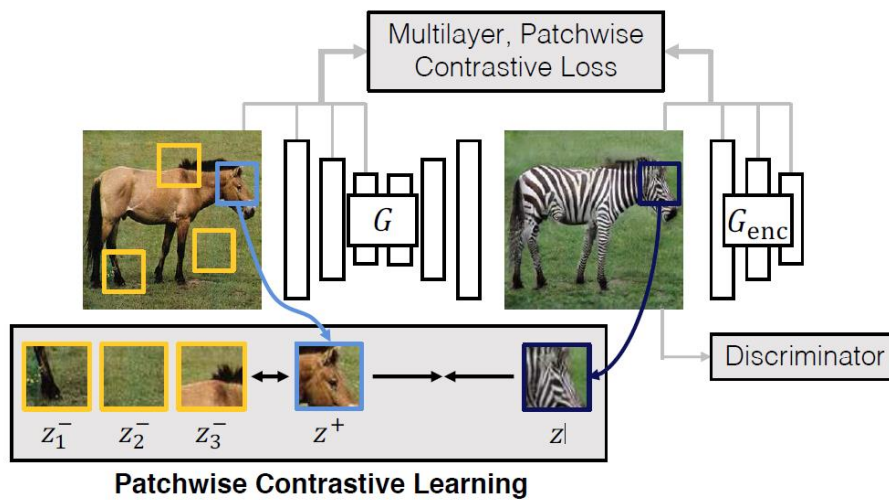 Multilayer, Patchwise
Contrastive Loss
G
G_enc
Discriminator
z_1^- z_2^- z_3^- z^+ z|
Patchwise Contrastive Learning